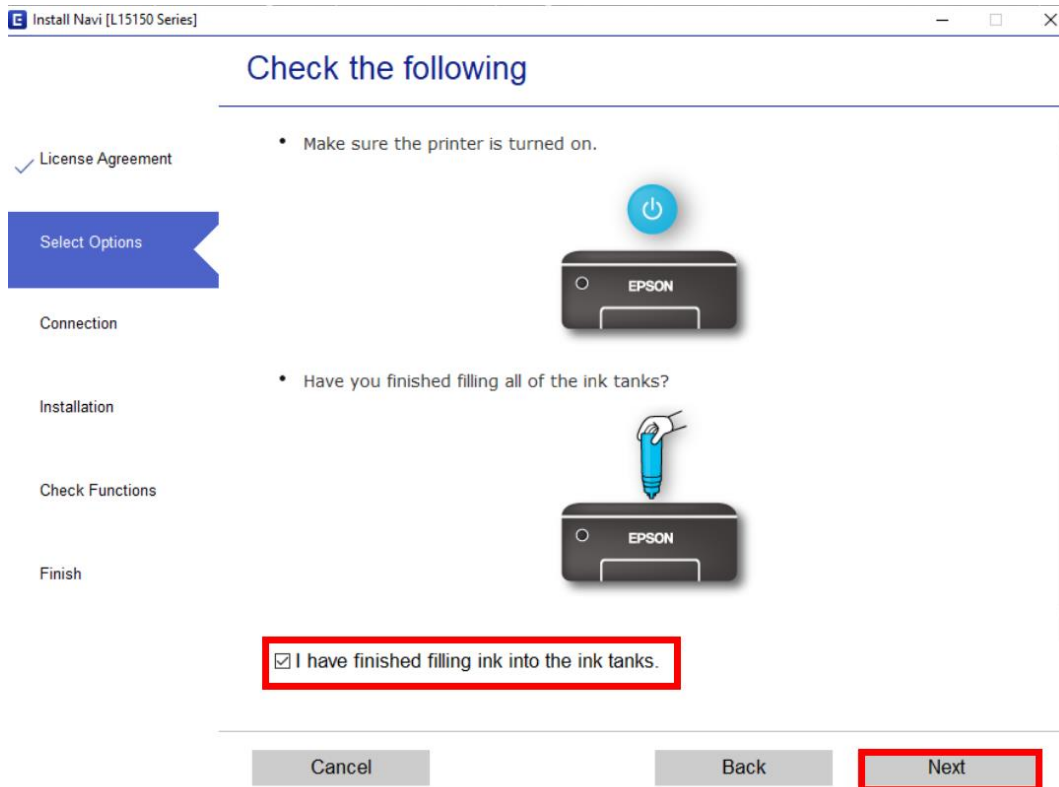 Install Navi [L15150 Series]
Check the following
License Agreement
Select Options
Connection
Installation
Check Functions
Finish
• Make sure the printer is turned on.
EPSON
• Have you finished filling all of the ink tanks?
EPSON
I have finished filling ink into the ink tanks.
Cancel
Back
Next